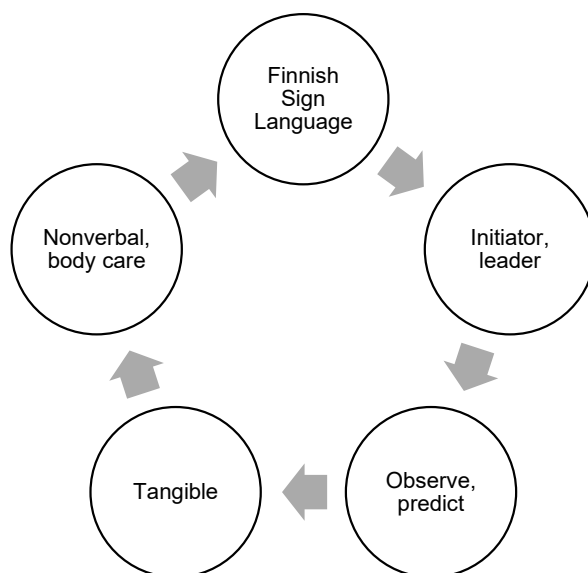 Finnish
Sign
Language
Initiator,
leader
Observe,
predict
Tangible
Nonverbal,
body care